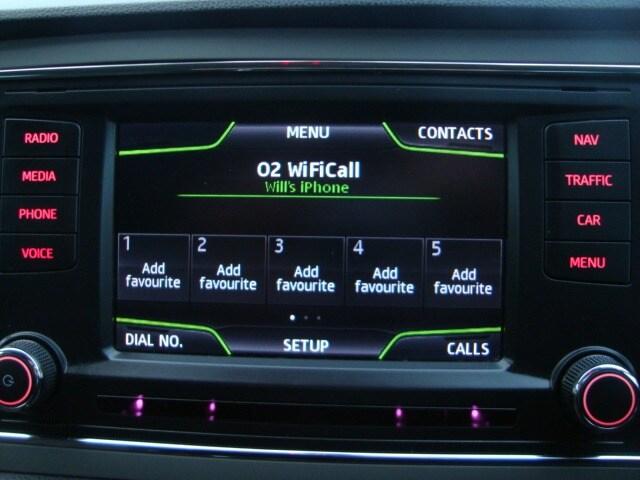 MENU
CONTACTS
RADIO
MEDIA
PHONE
VOICE
O2 WiFiCall
Will's iPhone
1
Add
favourite
2
Add
favourite
3
Add
favourite
4
Add
favourite
5
Add
favourite
DIAL NO.
SETUP
CALLS
NAV
TRAFFIC
CAR
MENU